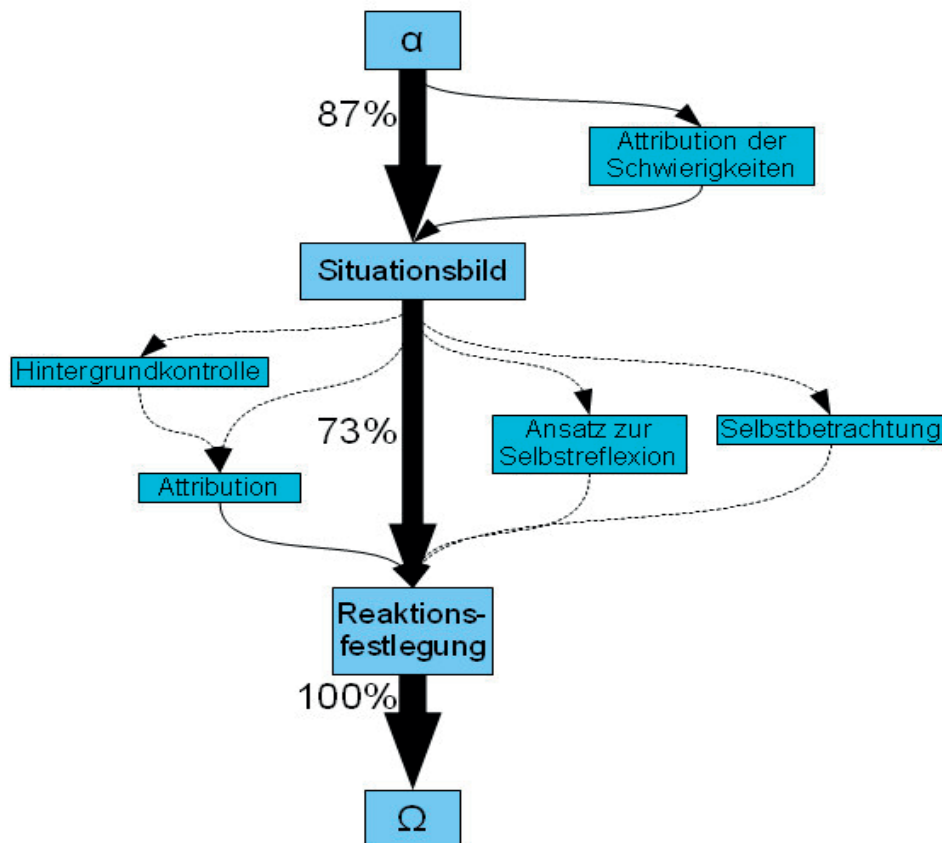 α
87%
Attribution der
Schwierigkeiten
Situationsbild
Hintergrundkontrolle
73%
Ansatz zur
Selbstreflexion
Selbstbetrachtung
Attribution
Reaktions-
festlegung
100%
Ω